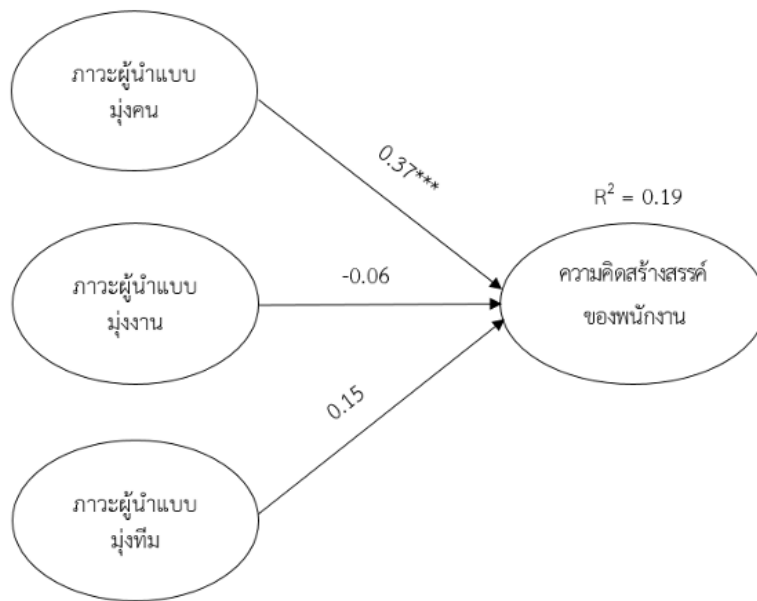 ภาวะผู้นำแบบ
มุ่งคน
0.37***
R² = 0.19
ภาวะผู้นำแบบ
มุ่งงาน
-0.06
ความคิดสร้างสรรค์
ของพนักงาน
0.15
ภาวะผู้นำแบบ
มุ่งทีม